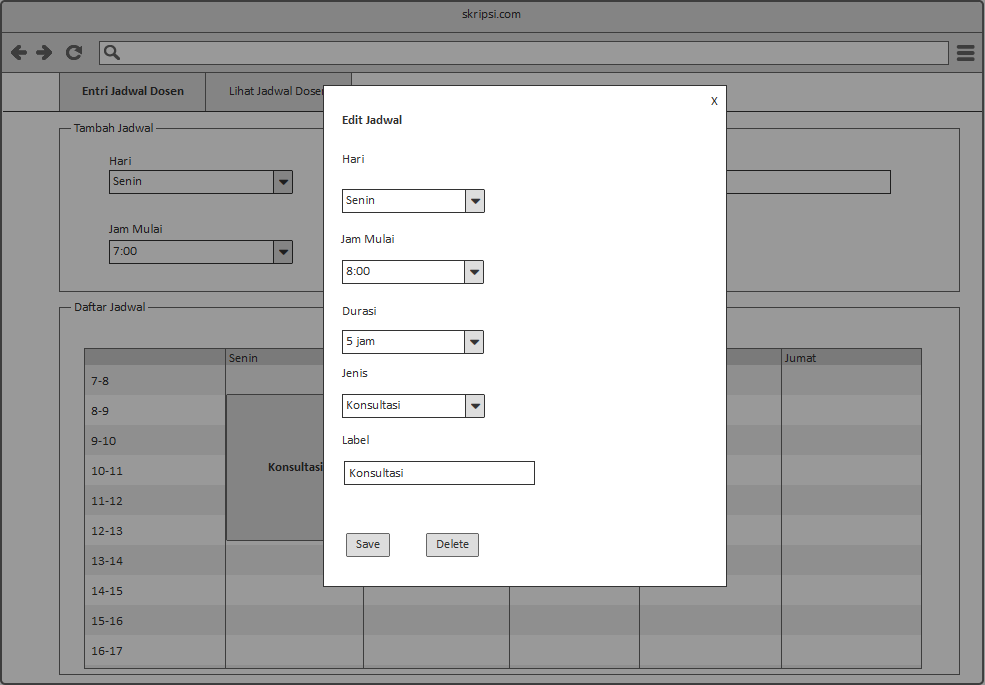 skripsi.com
Entri Jadwal Dosen
Lihat Jadwal Dosen
Tambah Jadwal
Hari
Senin
Jam Mulai
7:00
X
Edit Jadwal
Hari
Senin
Jam Mulai
8:00
Durasi
5 jam
Jenis
Konsultasi
Label
Konsultasi
Save
Delete
Daftar Jadwal
Senin
Jumat
7-8
8-9
9-10
Konsultasi
10-11
11-12
12-13
13-14
14-15
15-16
16-17